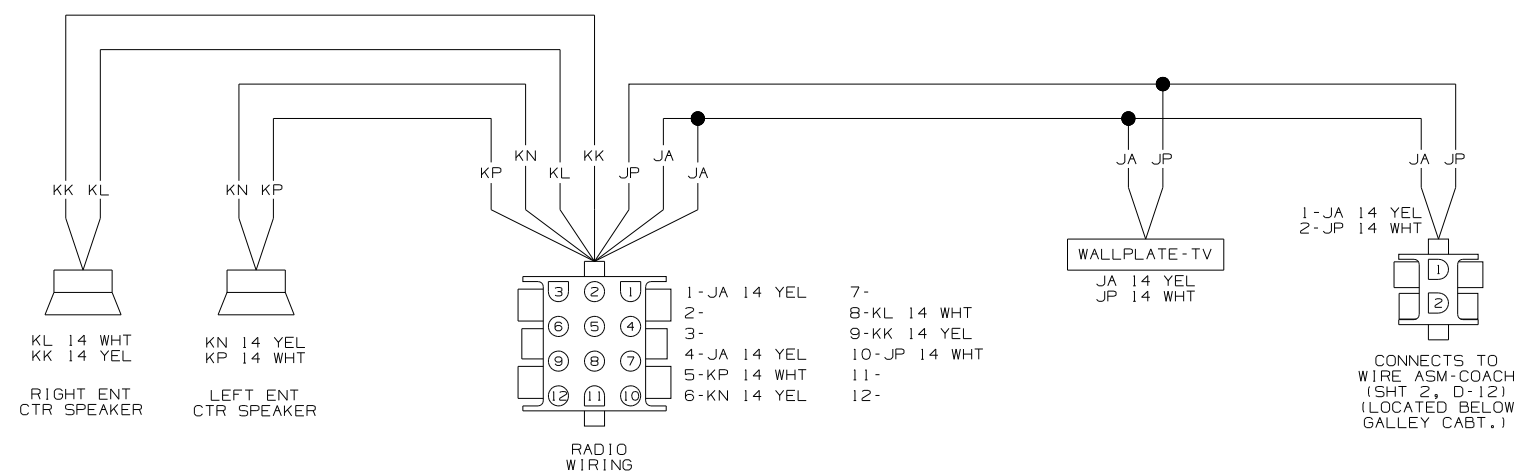 KP
KN
KL
KK
JP
JA
JA
KK KL
KN KP
JA JP
JA JP
KL 14 WHT
KK 14 YEL
RIGHT ENT
CTR SPEAKER
KN 14 YEL
KP 14 WHT
LEFT ENT
CTR SPEAKER
3 2 1
6 5 4
9 8 7
12 11 10
RADIO
WIRING
1-JA 14 YEL
2-
3-
4-JA 14 YEL
5-KP 14 WHT
6-KN 14 YEL
7-
8-KL 14 WHT
9-KK 14 YEL
10-JP 14 WHT
11-
12-
WALLPLATE-TV
JA 14 YEL
JP 14 WHT
1-JA 14 YEL
2-JP 14 WHT
1
2
CONNECTS TO
WIRE ASM-COACH
(SHT 2, D-12)
(LOCATED BELOW
GALLEY CABT.)